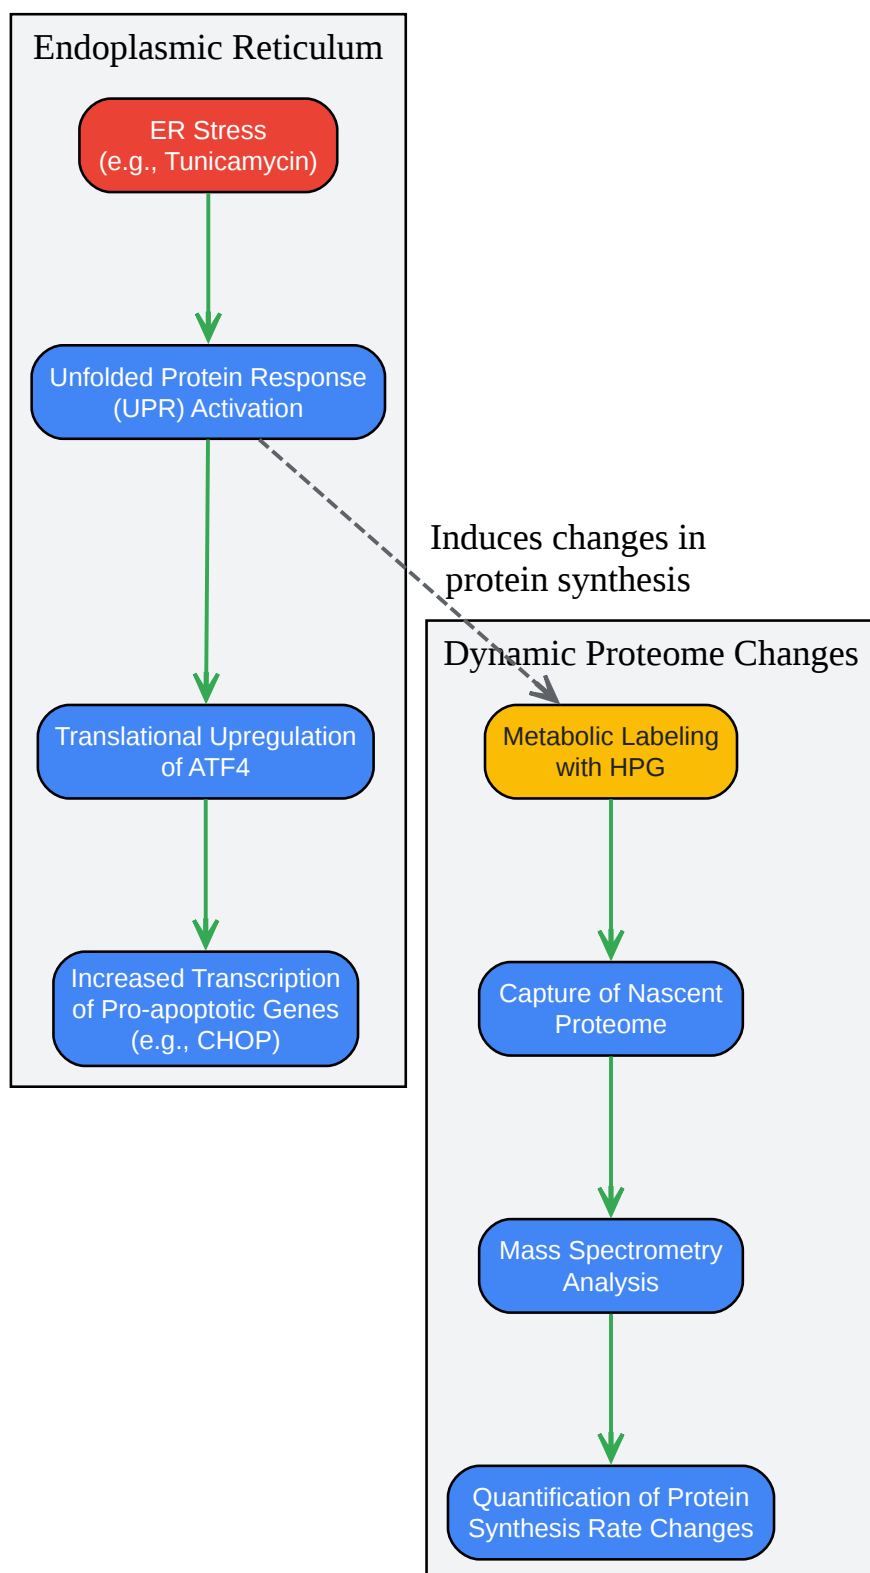 Endoplasmic Reticulum
ER Stress
(e.g., Tunicamycin)
Unfolded Protein Response
(UPR) Activation
Translational Upregulation
of ATF4
Increased Transcription
of Pro-apoptotic Genes
(e.g., CHOP)
Induces changes in
protein synthesis
Dynamic Proteome Changes
Metabolic Labeling
with HPG
Capture of Nascent
Proteome
Mass Spectrometry
Analysis
Quantification of Protein
Synthesis Rate Changes